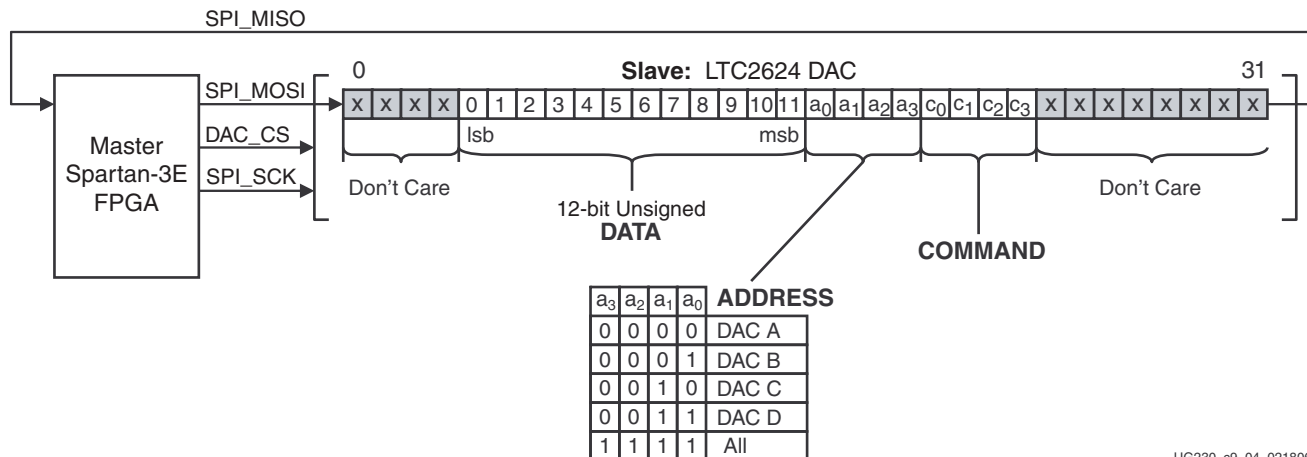 SPI_MISO
0 Slave: LTC2624 DAC 31
SPI_MOSI
X X X X 0 1 2 3 4 5 6 7 8 9 10 11 a0 a1 a2 a3 c0 c1 c2 c3 X X X X X X X X
lsb msb
Master
Spartan-3E
FPGA
DAC_CS
SPI_SCK
Don't Care
12-bit Unsigned
DATA
COMMAND
Don't Care
a3 a2 a1 a0 ADDRESS
0 0 0 0 DAC A
0 0 0 1 DAC B
0 0 1 0 DAC C
0 0 1 1 DAC D
1 1 1 1 All